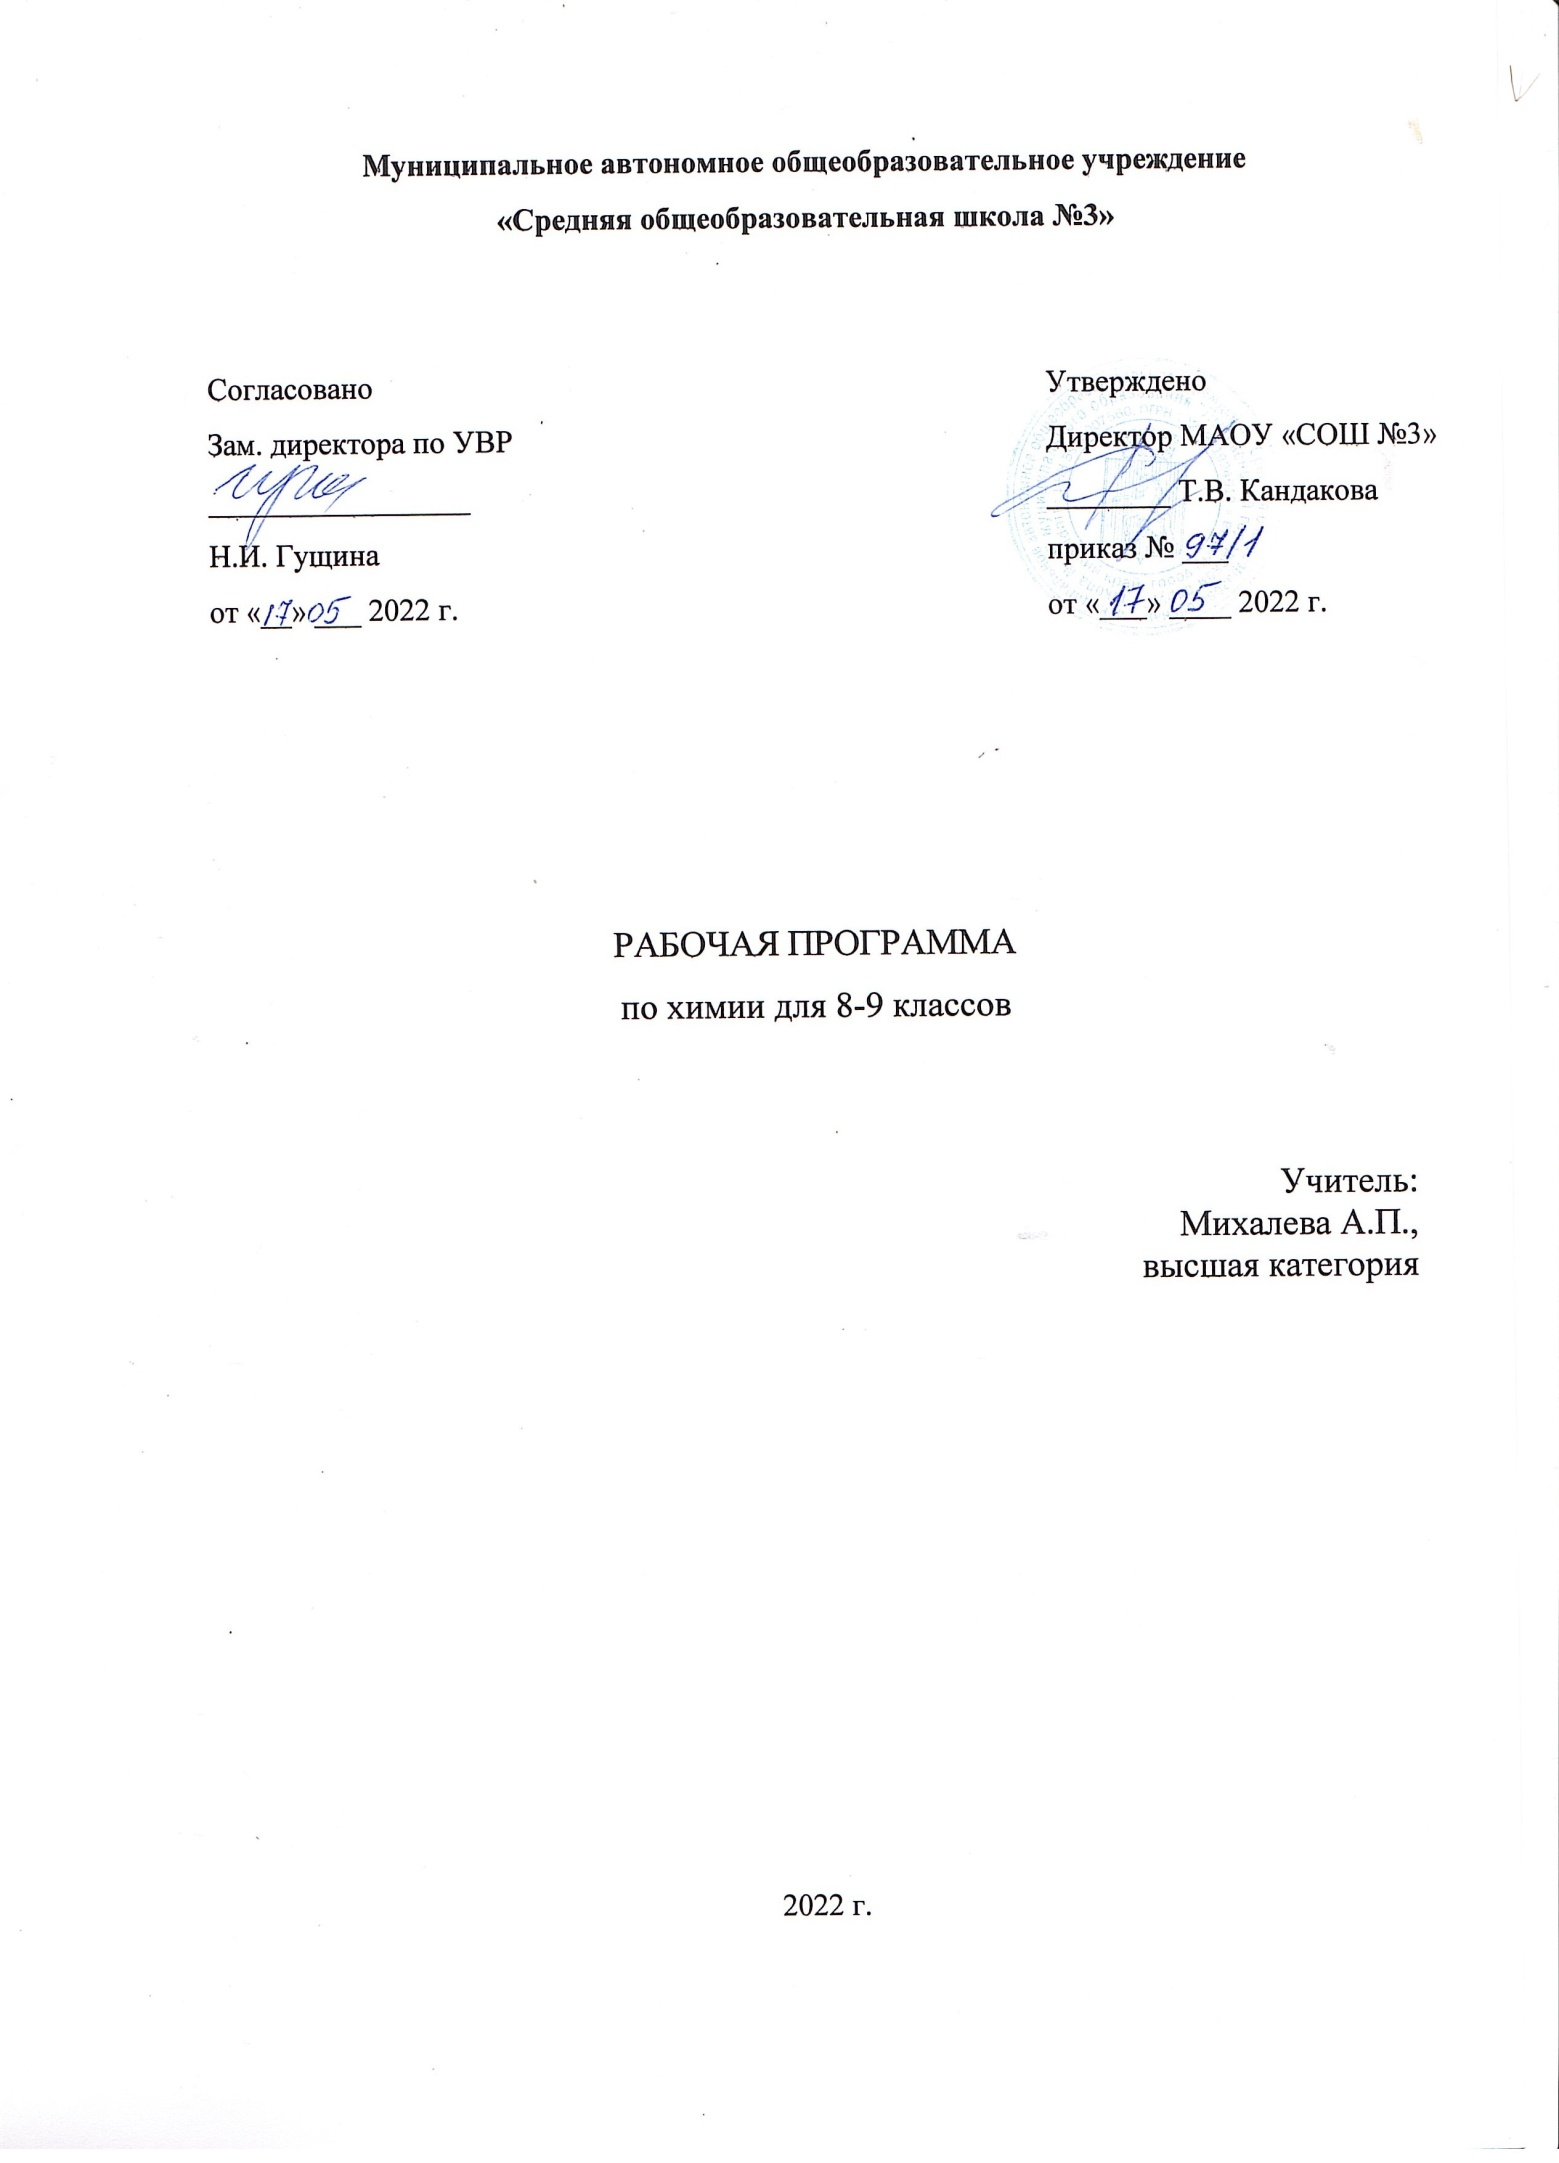 Муниципальное автономное общеобразовательное учреждение
«Средняя общеобразовательная школа №3»
Согласовано
Зам. директора по УВР
Н.И. Гущина
от «17» 05 2022 г.
Утверждено
Директор МАОУ «СОШ №3»
Т.В. Кандакова
приказ № 97/1
от «17» 05 2022 г.
РАБОЧАЯ ПРОГРАММА
по химии для 8-9 классов
Учитель:
Михалева А.П.,
высшая категория
2022 г.